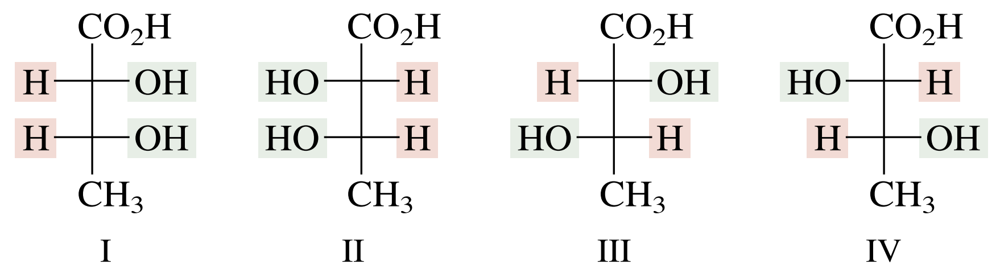 CO₂H CO₂H CO₂H CO₂H
H OH HO H H OH HO H
H OH HO H HO H H OH
CH₃ CH₃ CH₃ CH₃
I II III IV